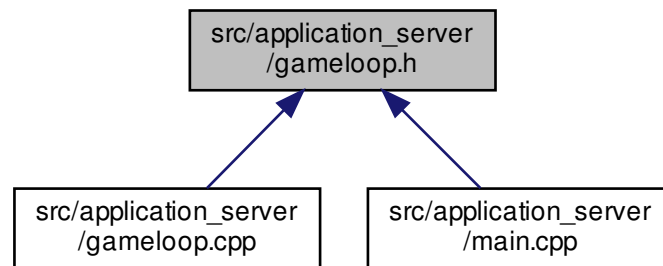 src/application_server
/gameloop.h
src/application_server
/gameloop.cpp
src/application_server
/main.cpp